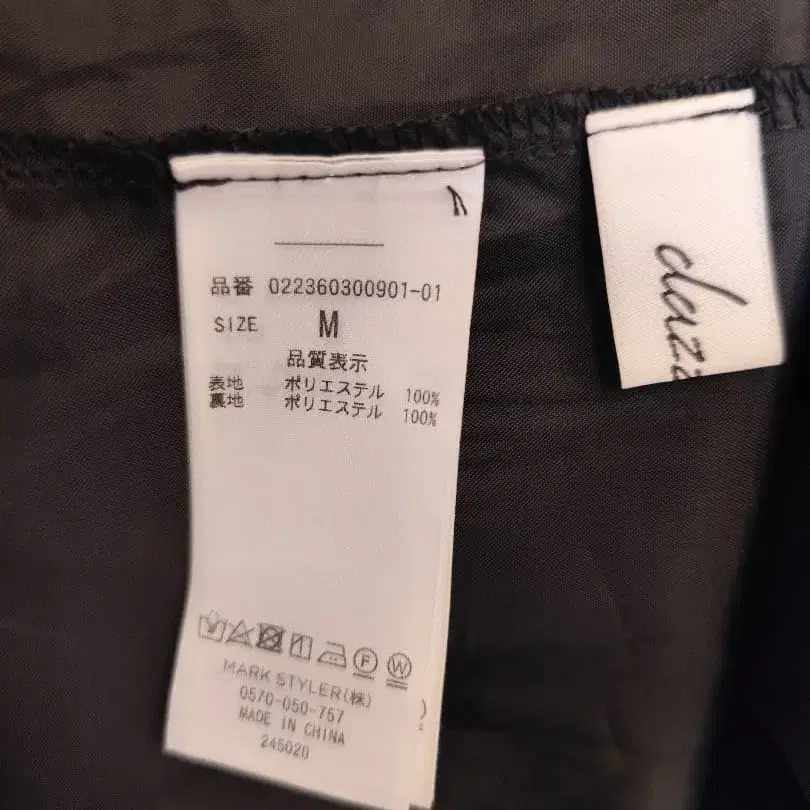 品番 022360300901-01
SIZE M
品質表示
表地 ポリエステル 100%
裏地 ポリエステル 100%
F W
MARK STYLER(株)
0570-050-757
MADE IN CHINA
245020
dazz